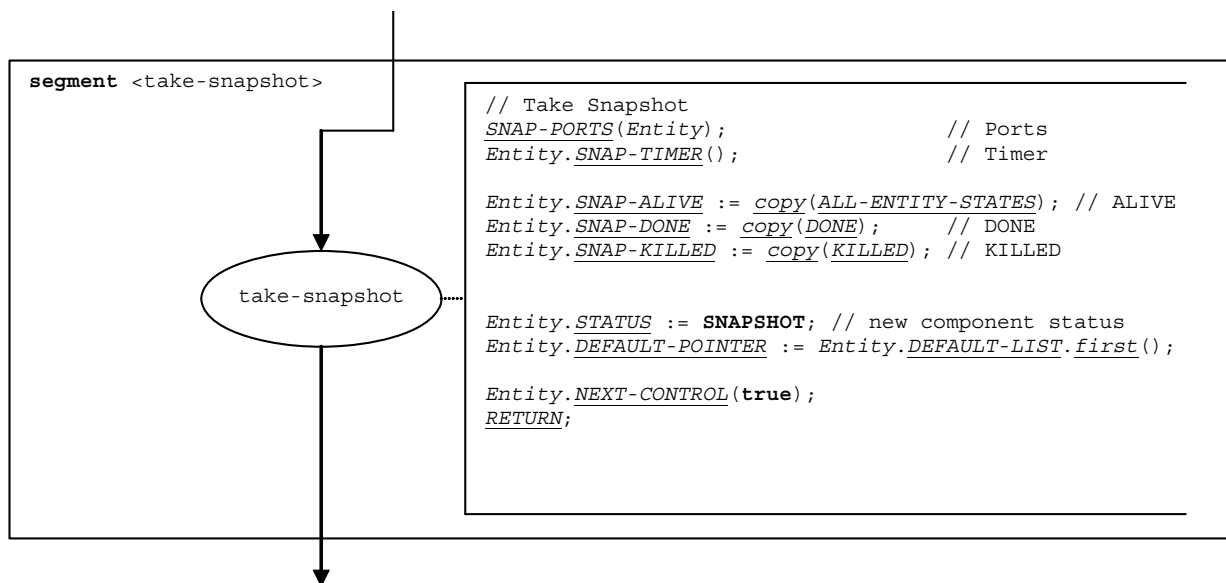 segment <take-snapshot>
// Take Snapshot
SNAP-PORTS(Entity); // Ports
Entity.SNAP-TIMER(); // Timer
Entity.SNAP-ALIVE := copy(ALL-ENTITY-STATES); // ALIVE
Entity.SNAP-DONE := copy(DONE); // DONE
Entity.SNAP-KILLED := copy(KILLED); // KILLED
take-snapshot
Entity.STATUS := SNAPSHOT; // new component status
Entity.DEFAULT-POINTER := Entity.DEFAULT-LIST.first();
Entity.NEXT-CONTROL(true);
RETURN;